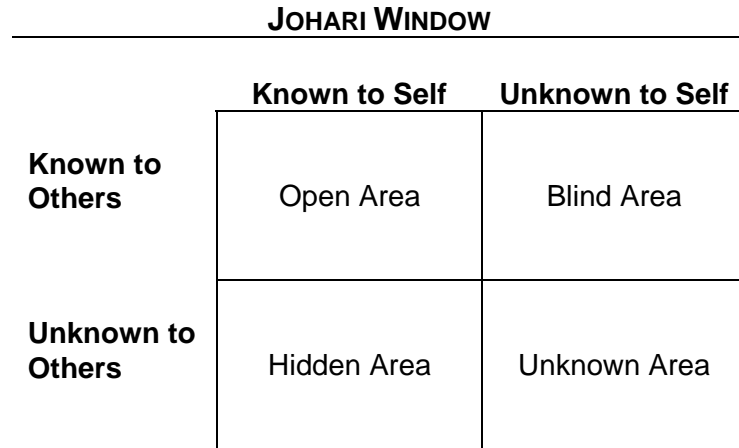 JOHARI WINDOW
Known to Self Unknown to Self
Known to
Others
Open Area Blind Area
Unknown to
Others
Hidden Area Unknown Area